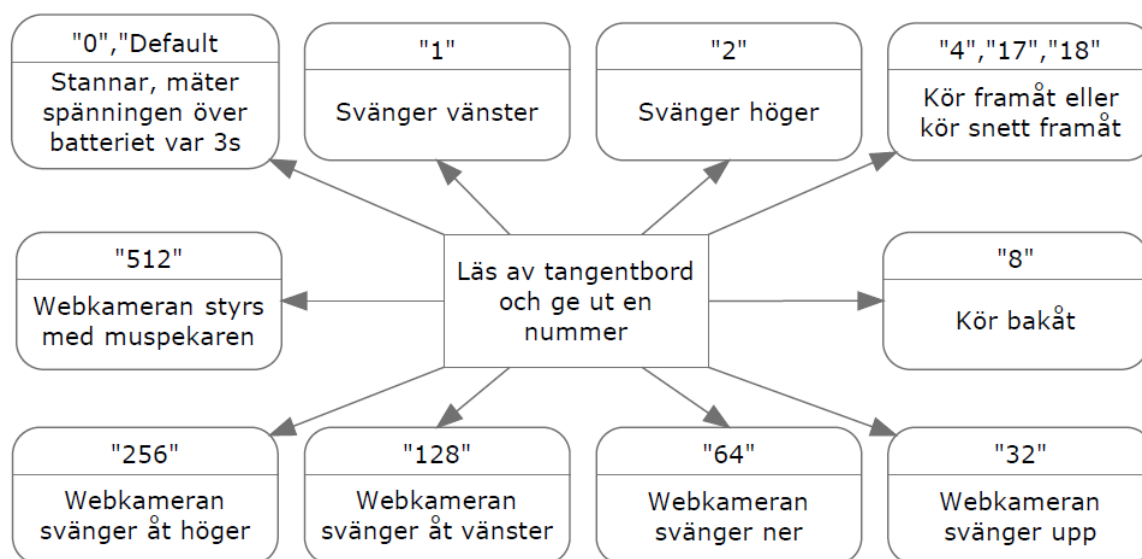 "0","Default
Stannar, mäter
spänningen över
batteriet var 3s
"1"
Svänger vänster
"2"
Svänger höger
"4","17","18"
Kör framåt eller
kör snett framåt
"512"
Webkameran styrs
med muspekaren
Läs av tangentbord
och ge ut en
nummer
"8"
Kör bakåt
"256"
Webkameran
svänger åt höger
"128"
Webkameran
svänger åt vänster
"64"
Webkameran
svänger ner
"32"
Webkameran
svänger upp